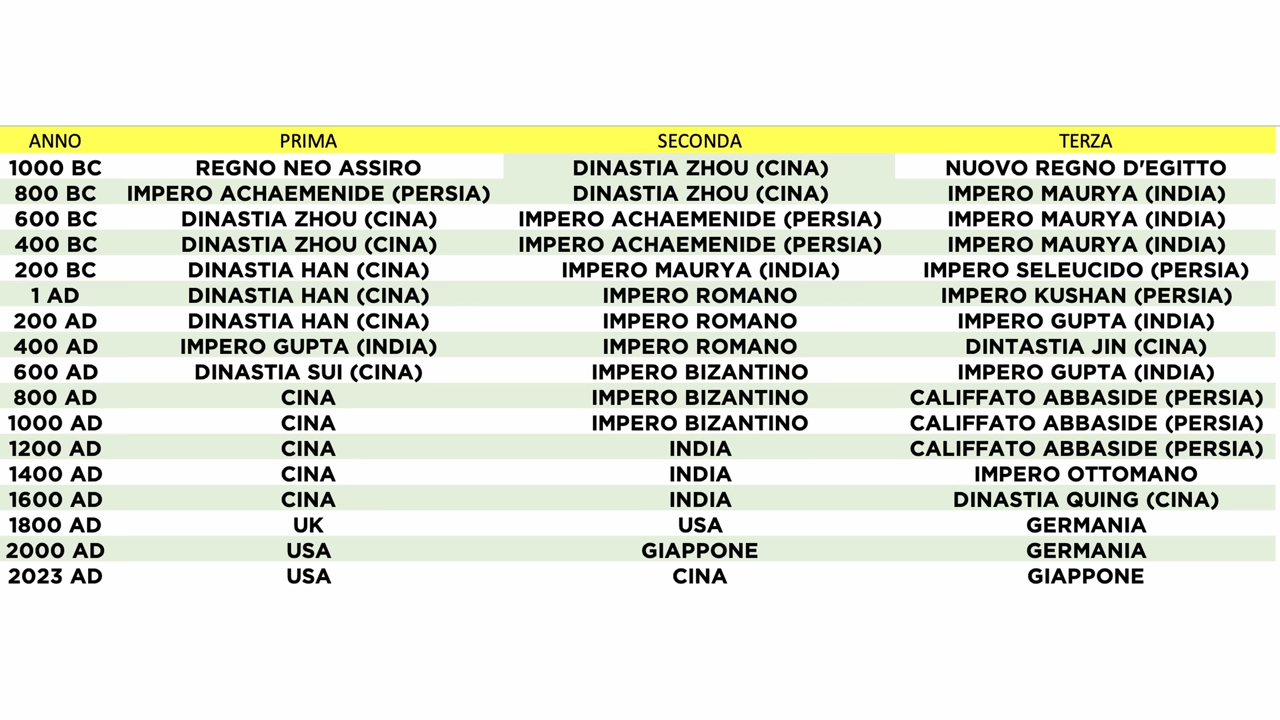 ANNO PRIMA SECONDA TERZA
1000 BC REGNO NEO ASSIRO DINASTIA ZHOU (CINA) NUOVO REGNO D'EGITTO
800 BC IMPERO ACHAEMENIDE (PERSIA) DINASTIA ZHOU (CINA) IMPERO MAURYA (INDIA)
600 BC DINASTIA ZHOU (CINA) IMPERO ACHAEMENIDE (PERSIA) IMPERO MAURYA (INDIA)
400 BC DINASTIA ZHOU (CINA) IMPERO ACHAEMENIDE (PERSIA) IMPERO MAURYA (INDIA)
200 BC DINASTIA HAN (CINA) IMPERO MAURYA (INDIA) IMPERO SELEUCIDO (PERSIA)
1 AD DINASTIA HAN (CINA) IMPERO ROMANO IMPERO KUSHAN (PERSIA)
200 AD DINASTIA HAN (CINA) IMPERO ROMANO IMPERO GUPTA (INDIA)
400 AD IMPERO GUPTA (INDIA) IMPERO ROMANO DINTASTIA JIN (CINA)
600 AD DINASTIA SUI (CINA) IMPERO BIZANTINO IMPERO GUPTA (INDIA)
800 AD CINA IMPERO BIZANTINO CALIFFATO ABBASIDE (PERSIA)
1000 AD CINA IMPERO BIZANTINO CALIFFATO ABBASIDE (PERSIA)
1200 AD CINA INDIA CALIFFATO ABBASIDE (PERSIA)
1400 AD CINA INDIA IMPERO OTTOMANO
1600 AD CINA INDIA DINASTIA QUING (CINA)
1800 AD UK USA GERMANIA
2000 AD USA GIAPPONE GERMANIA
2023 AD USA CINA GIAPPONE